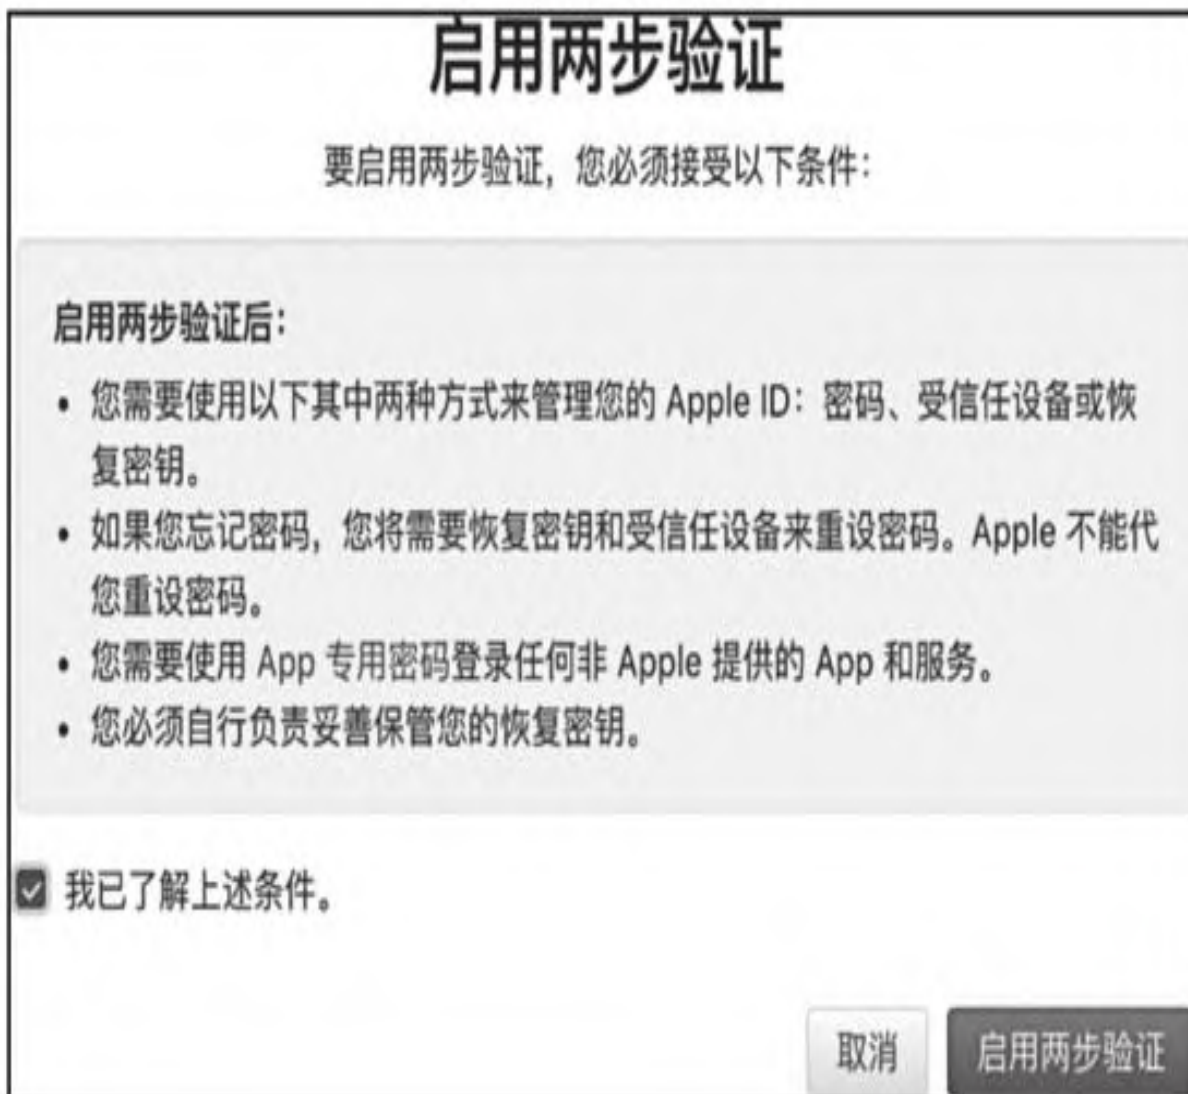 启用两步验证
要启用两步验证，您必须接受以下条件：
启用两步验证后：
• 您需要使用以下其中两种方式来管理您的 Apple ID：密码、受信任设备或恢
复密钥。
• 如果您忘记密码，您将需要恢复密钥和受信任设备来重设密码。Apple 不能代
您重设密码。
• 您需要使用 App 专用密码登录任何非 Apple 提供的 App 和服务。
• 您必须自行负责妥善保管您的恢复密钥。
我已了解上述条件。
取消
启用两步验证